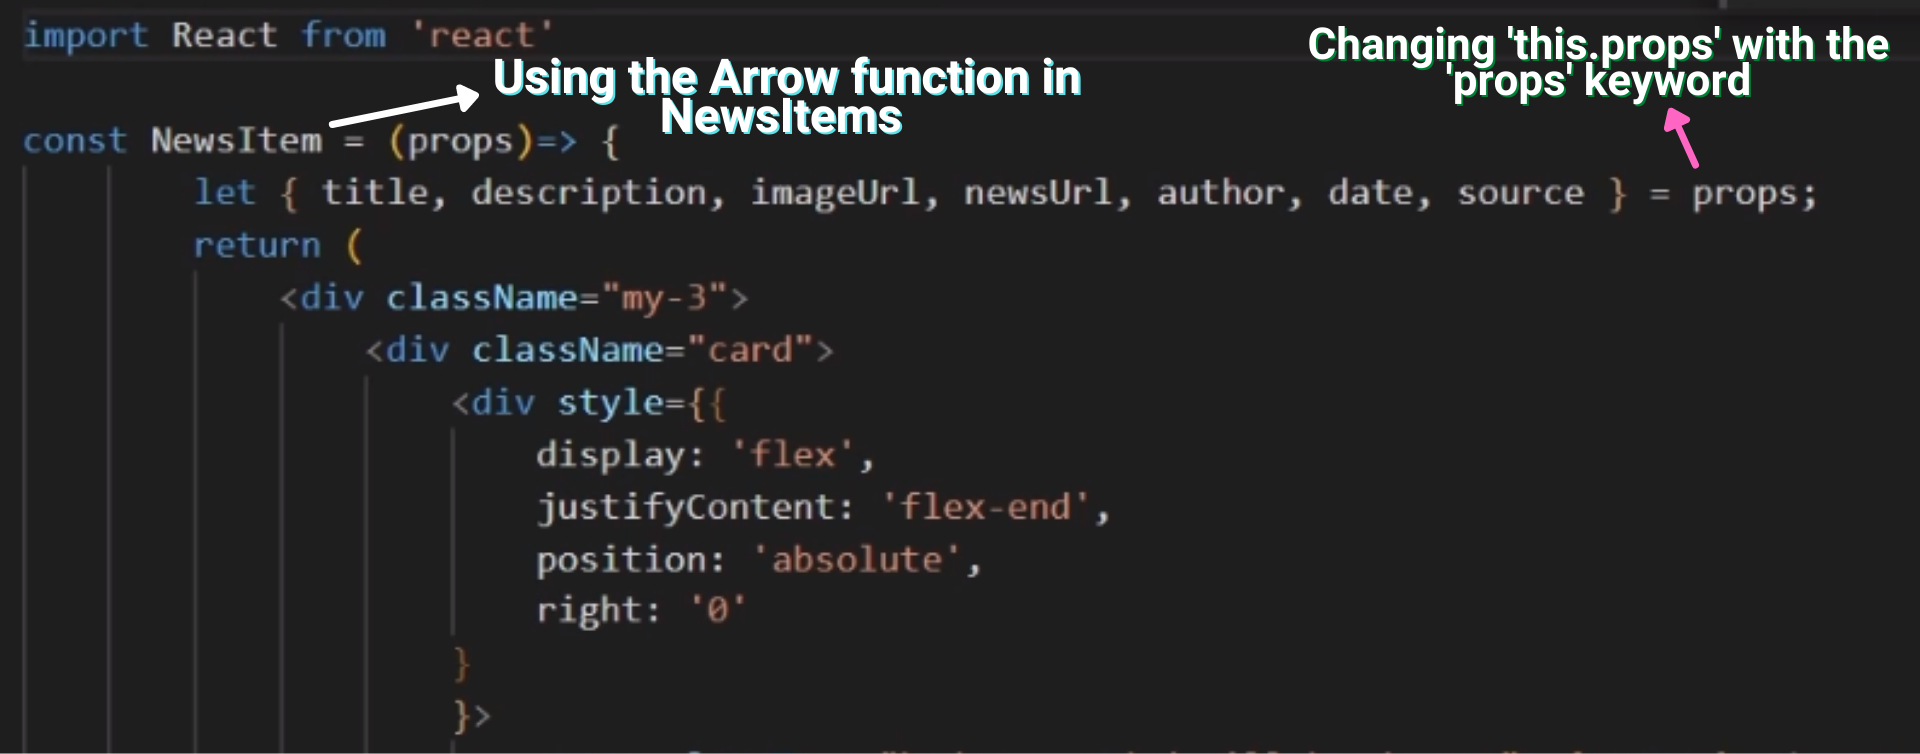 import React from 'react'
Using the Arrow function in
NewsItems
Changing 'this.props' with the
'props' keyword
const NewsItem = (props)=> {
let { title, description, imageUrl, newsUrl, author, date, source } = props;
return (
<div className="my-3">
<div className="card">
<div style={{
display: 'flex',
justifyContent: 'flex-end',
position: 'absolute',
right: '0'
}
}>